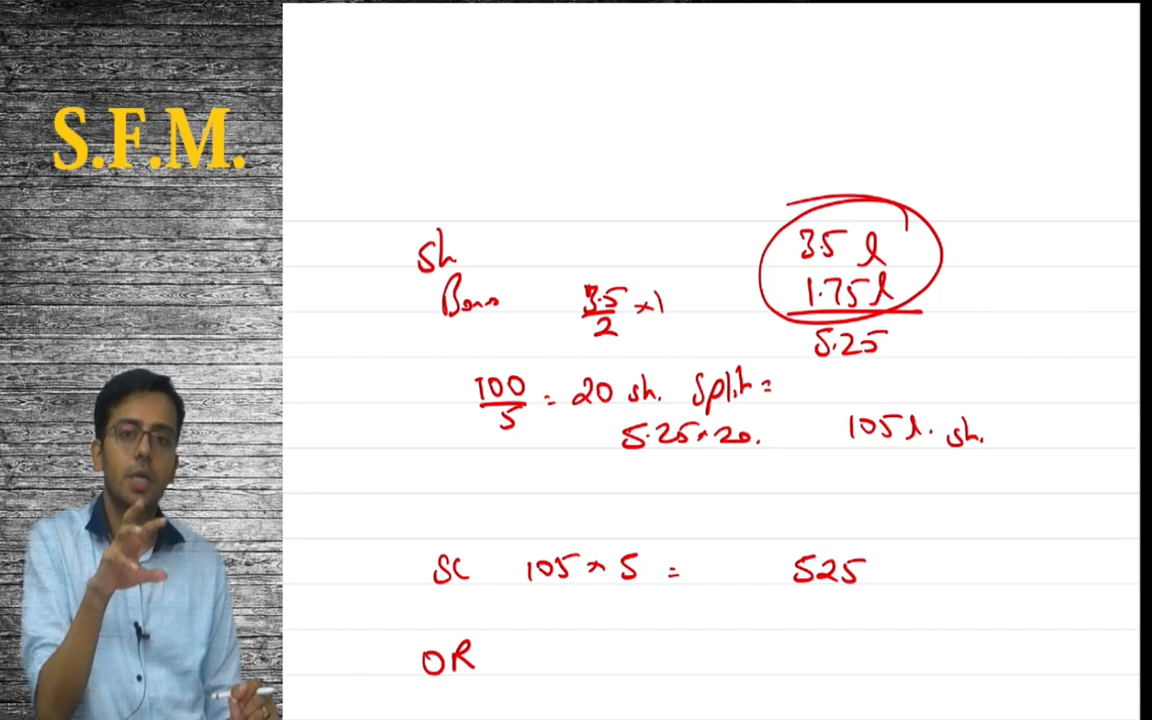 S.F.M.
Sh 3.5 l
Bonus 3.5/2 × 1 1.75 l
5.25
100/5 = 20 sh. Split =
5.25 × 20. 105 l. sh.
SC 105 × 5 = 525
OR